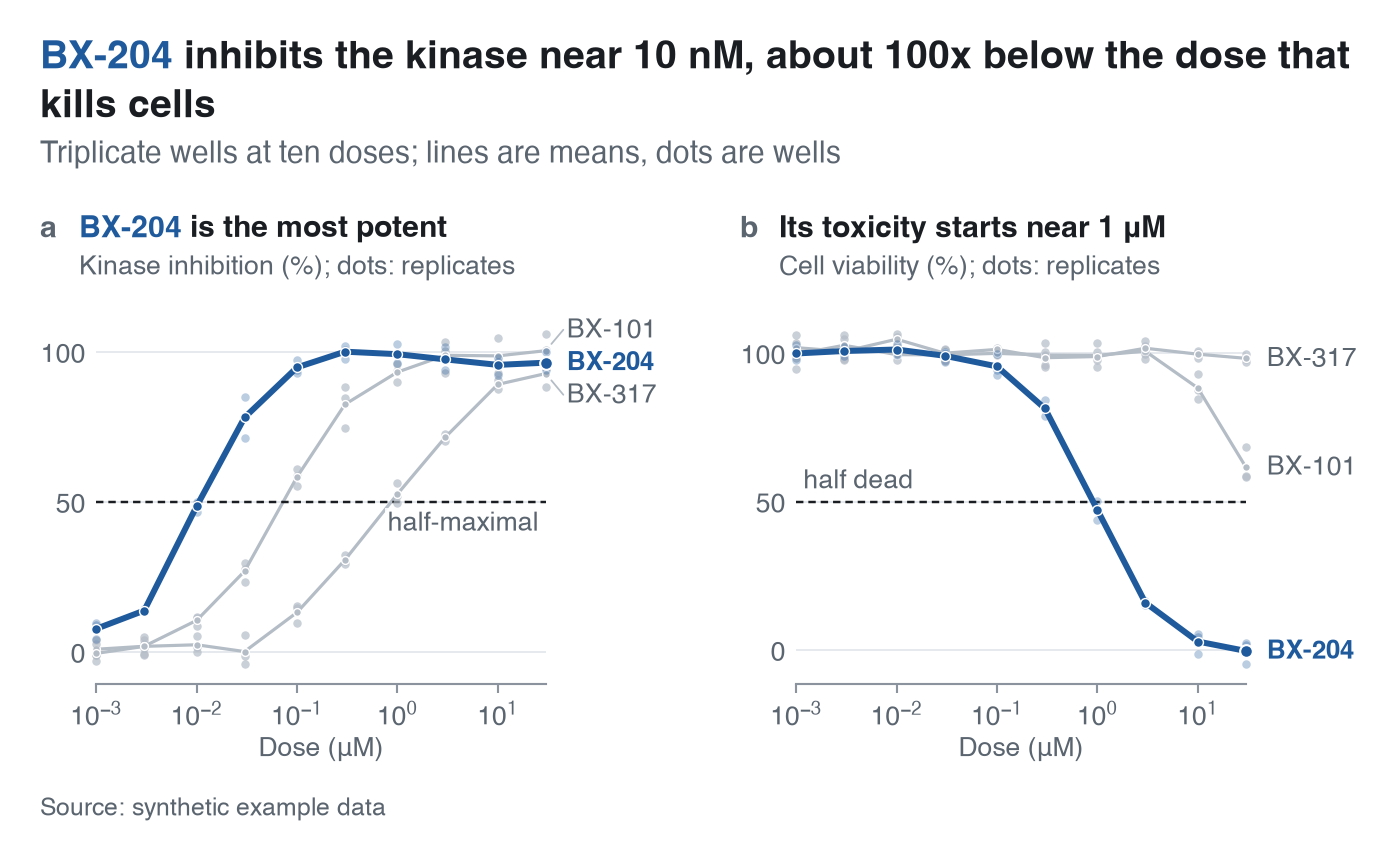 BX-204 inhibits the kinase near 10 nM, about 100x below the dose that
kills cells
Triplicate wells at ten doses; lines are means, dots are wells
a BX-204 is the most potent
Kinase inhibition (%); dots: replicates
100
50
0
BX-101
BX-204
BX-317
half-maximal
10⁻³ 10⁻² 10⁻¹ 10⁰ 10¹
Dose (µM)
b Its toxicity starts near 1 µM
Cell viability (%); dots: replicates
100
50
0
BX-317
BX-101
half dead
BX-204
10⁻³ 10⁻² 10⁻¹ 10⁰ 10¹
Dose (µM)
Source: synthetic example data